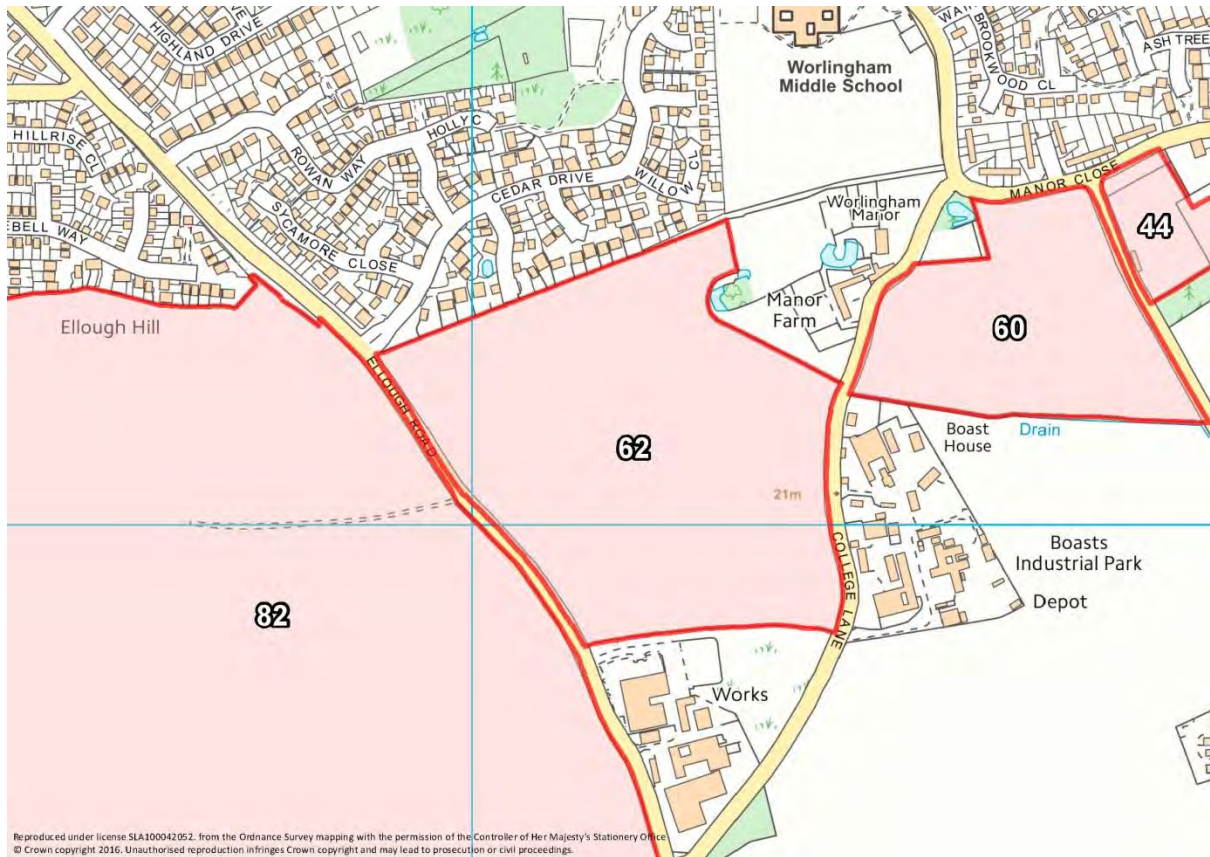 HIGHLAND DRIVE
Worlingham
Middle School
BROOKWOOD CL
ASH TREE
HILLRISE CL
ROWAN WAY
HOLLY C
CEDAR DRIVE
WILLOW CL
SYCAMORE CLOSE
EBELL WAY
MANOR CLOSE
Worlingham
Manor
44
Ellough Hill
Manor
Farm
60
ELLOUGH ROAD
62
Boast
House
Drain
21m
COLLEGE LANE
Boasts
Industrial Park
Depot
82
Works
Reproduced under license SLA100042052. from the Ordnance Survey mapping with the permission of the Controller of Her Majesty's Stationery Office
© Crown copyright 2016. Unauthorised reproduction infringes Crown copyright and may lead to prosecution or civil proceedings.